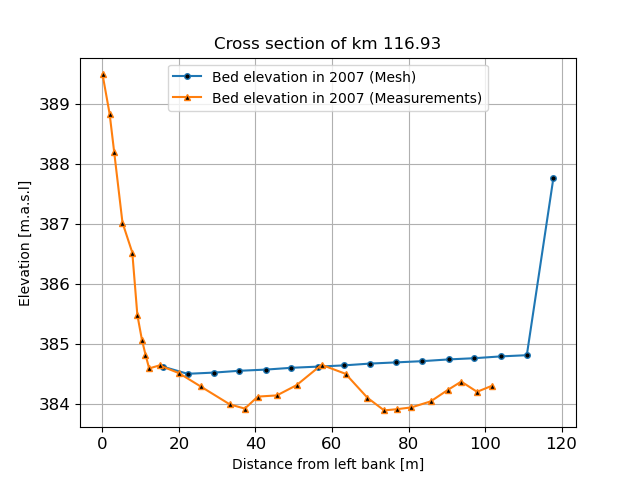 Cross section of km 116.93
Bed elevation in 2007 (Mesh)
Bed elevation in 2007 (Measurements)
Elevation [m.a.s.l]
389
388
387
386
385
384
0 20 40 60 80 100 120
Distance from left bank [m]